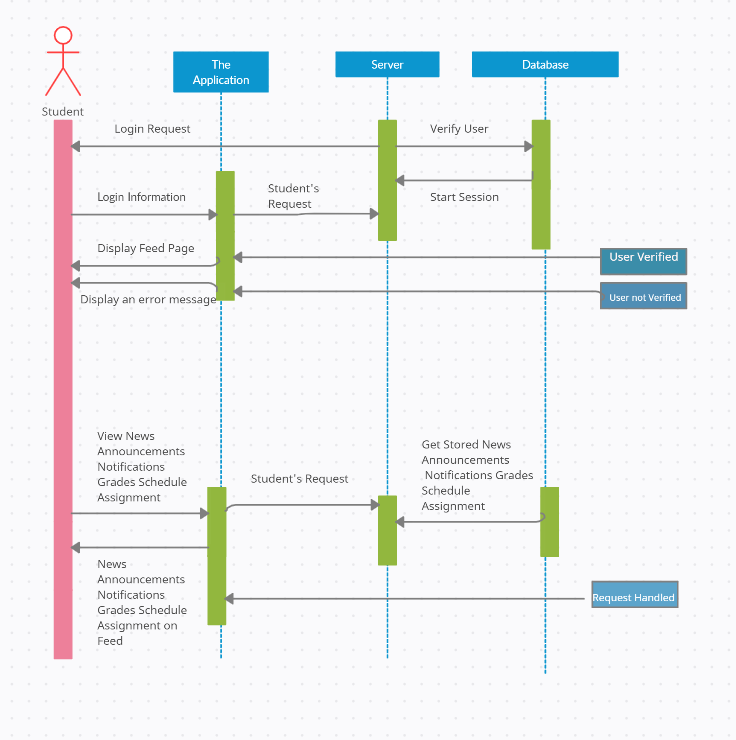 The
Application
Server
Database
Student
Login Request
Verify User
Login Information
Student's
Request
Start Session
Display Feed Page
User Verified
Display an error message
User not Verified
View News
Announcements
Notifications
Grades Schedule
Assignment
Student's Request
Get Stored News
Announcements
Notifications Grades
Schedule
Assignment
News
Announcements
Notifications
Grades Schedule
Assignment on
Feed
Request Handled